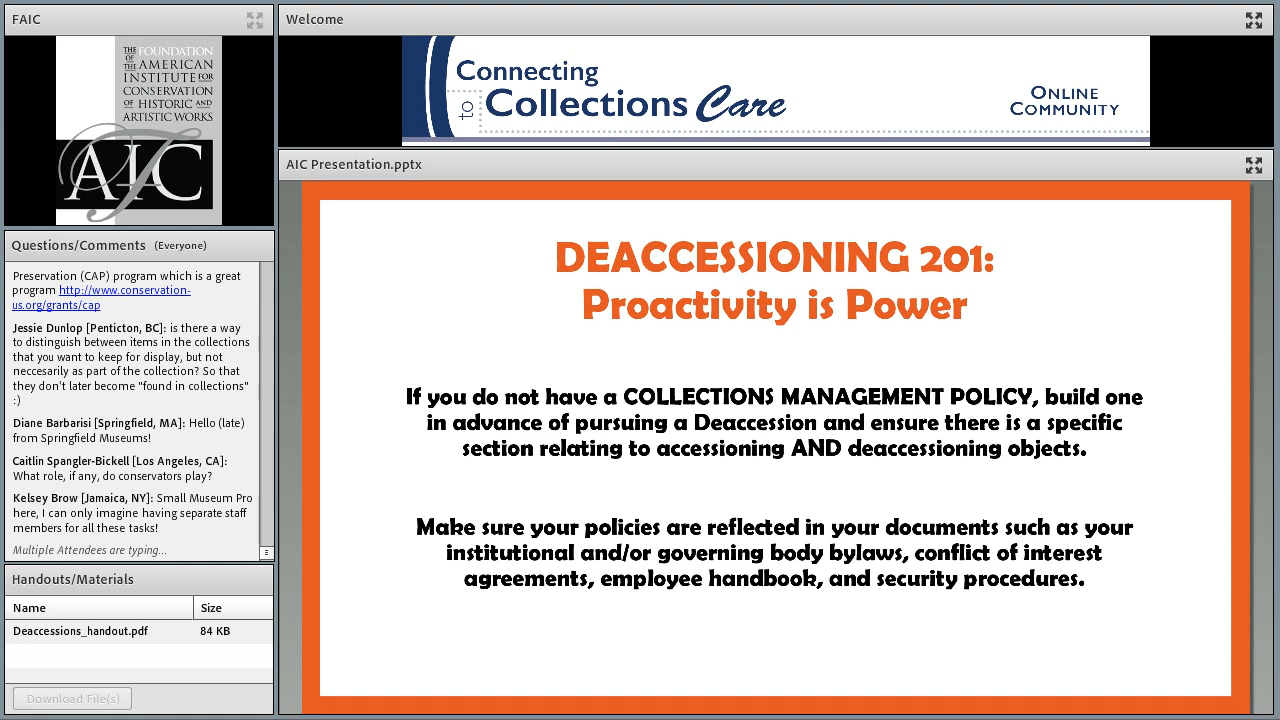 FAIC
THE FOUNDATION
OF THE AMERICAN
INSTITUTE FOR
CONSERVATION
OF HISTORIC AND
ARTISTIC WORKS
AIC
Questions/Comments (Everyone)
Preservation (CAP) program which is a great
program http://www.conservation-
us.org/grants/cap
Jessie Dunlop [Penticton, BC]: is there a way
to distinguish between items in the collections
that you want to keep for display, but not
neccesarily as part of the collection? So that
they don't later become "found in collections"
:)
Diane Barbarisi [Springfield, MA]: Hello (late)
from Springfield Museums!
Caitlin Spangler-Bickell [Los Angeles, CA]:
What role, if any, do conservators play?
Kelsey Brow [Jamaica, NY]: Small Museum Pro
here, I can only imagine having separate staff
members for all these tasks!
Multiple Attendees are typing...
Handouts/Materials
Name Size
Deaccessions_handout.pdf 84 KB
Download File(s)
Welcome
Connecting
to Collections Care
ONLINE
COMMUNITY
AIC Presentation.pptx
DEACCESSIONING 201:
Proactivity is Power
If you do not have a COLLECTIONS MANAGEMENT POLICY, build one
in advance of pursuing a Deaccession and ensure there is a specific
section relating to accessioning AND deaccessioning objects.
Make sure your policies are reflected in your documents such as your
institutional and/or governing body bylaws, conflict of interest
agreements, employee handbook, and security procedures.